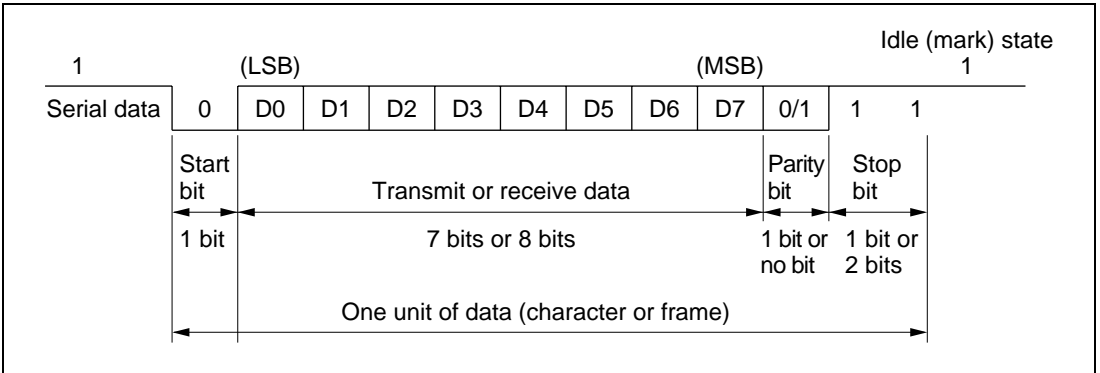 Idle (mark) state
1 (LSB) (MSB) 1
Serial data 0 D0 D1 D2 D3 D4 D5 D6 D7 0/1 1 1
Start Parity Stop
bit Transmit or receive data bit bit
1 bit 7 bits or 8 bits 1 bit or 1 bit or
no bit 2 bits
One unit of data (character or frame)